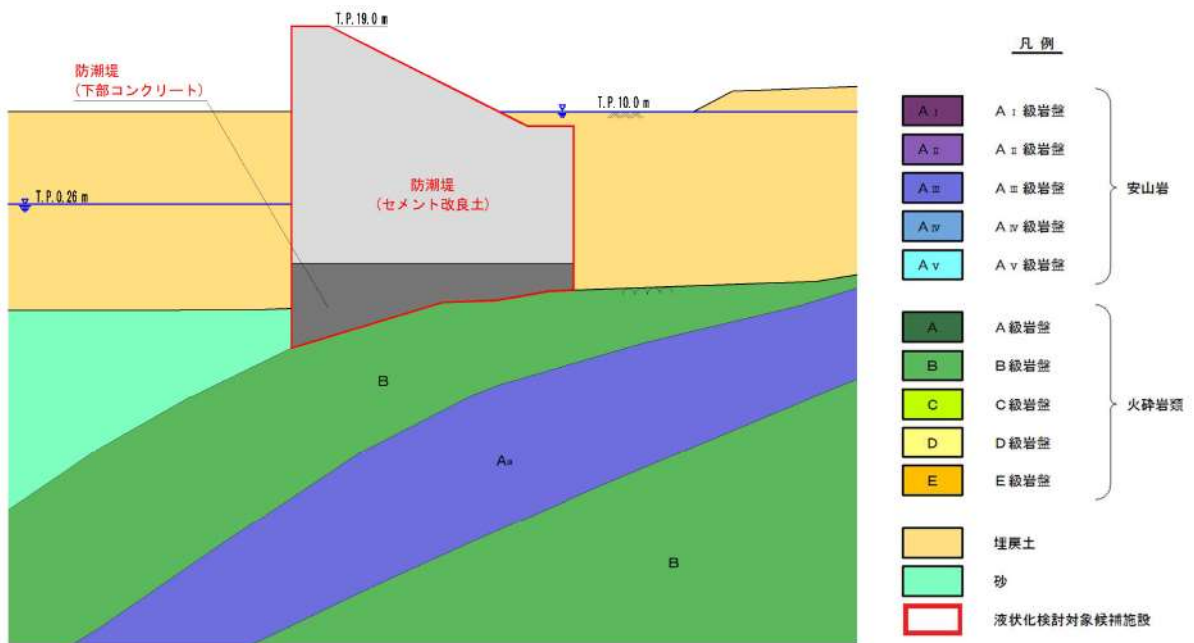 T.P.19.0 m
防潮堤
(下部コンクリート)
T.P.10.0 m
T.P.0.26 m
防潮堤
(セメント改良土)
B
Aa
B
凡 例
AⅠ AⅠ級岩盤
AⅡ AⅡ級岩盤
AⅢ AⅢ級岩盤
AⅣ AⅣ級岩盤
AⅤ AⅤ級岩盤
安山岩
A A級岩盤
B B級岩盤
C C級岩盤
D D級岩盤
E E級岩盤
火砕岩類
埋戻土
砂
液状化検討対象候補施設